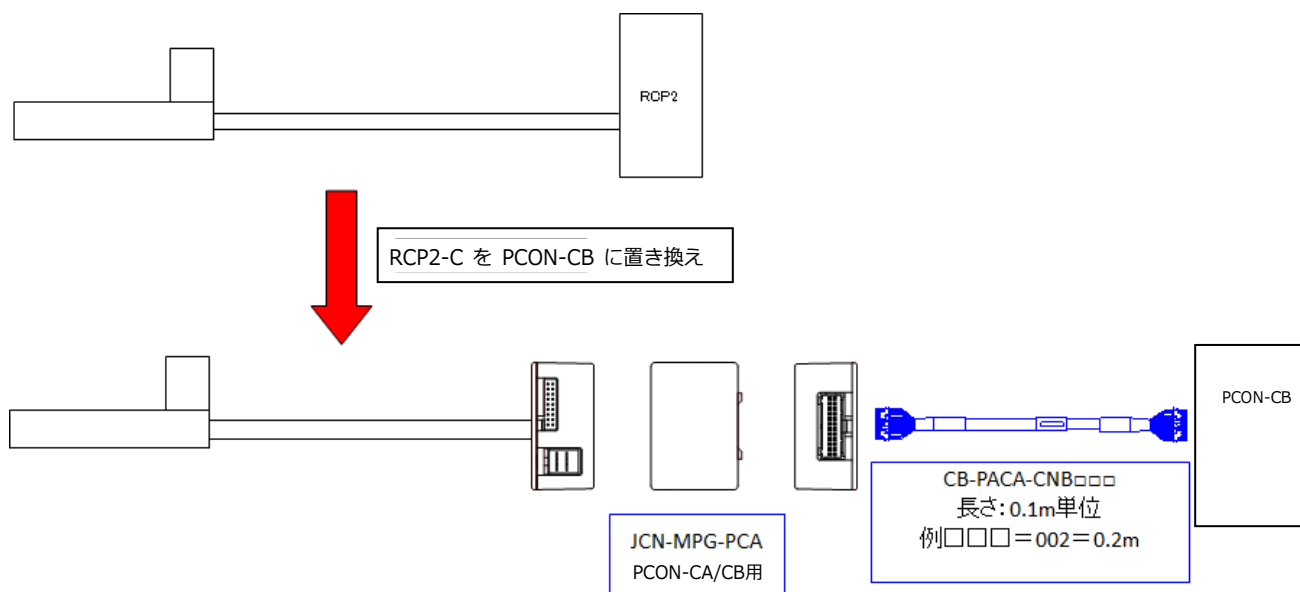 RCP2
RCP2-C を PCON-CB に置き換え
PCON-CB
CB-PACA-CNB□□□
長さ：0.1m単位
例□□□＝002＝0.2m
JCN-MPG-PCA
PCON-CA/CB用